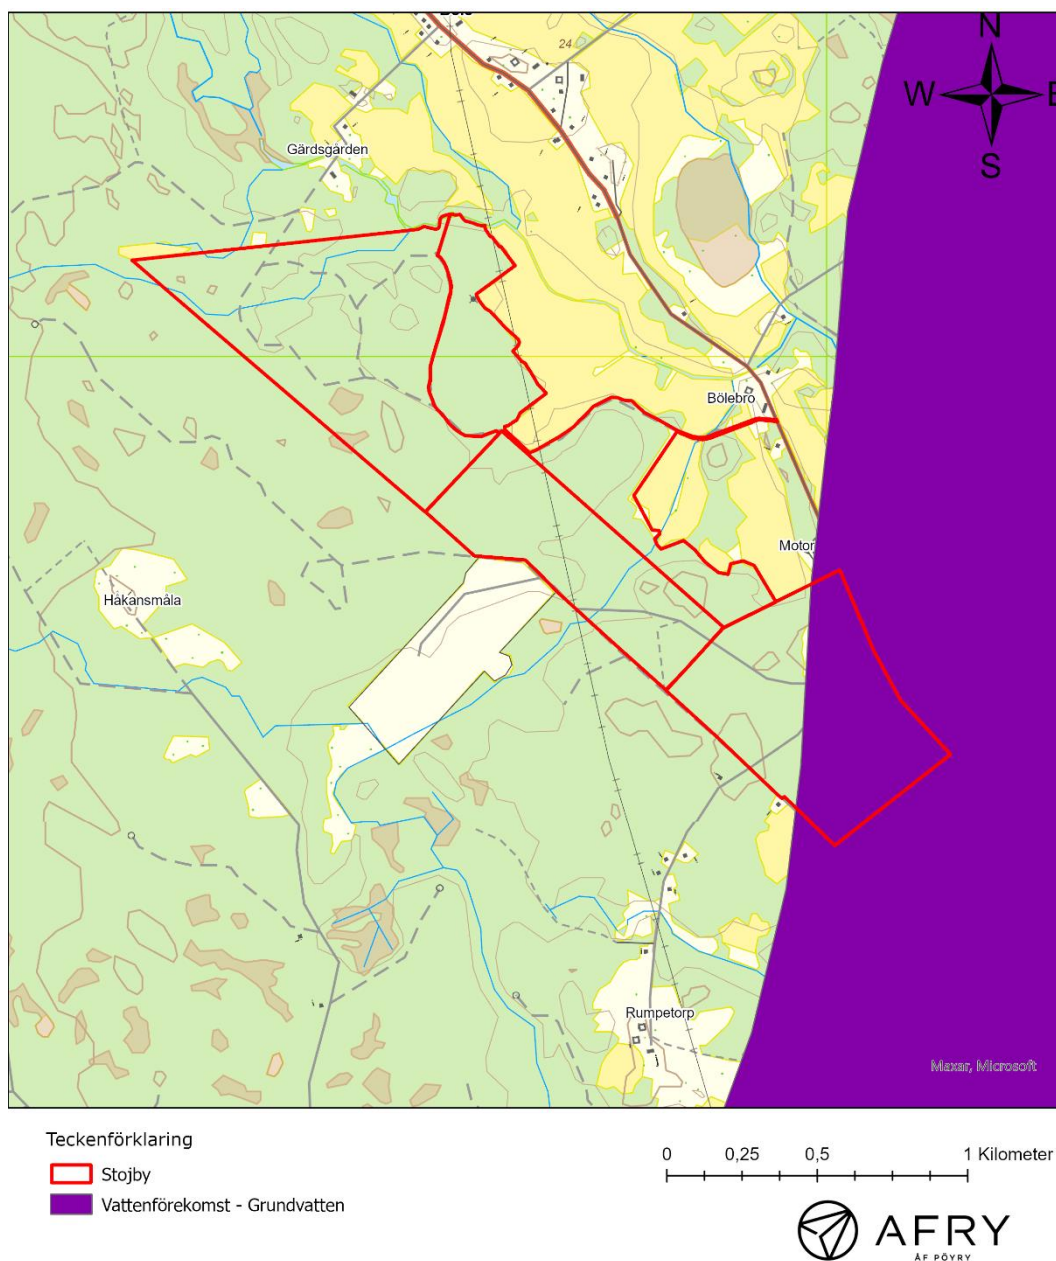 24
N
W
E
S
Gärdsgården
Bölebro
Motor
Håkansmåla
Rumpetorp
Maxar, Microsoft
Teckenförklaring
Stojby
Vattenförekomst - Grundvatten
0 0,25 0,5 1 Kilometer
AFRY
ÅF PÖYRY